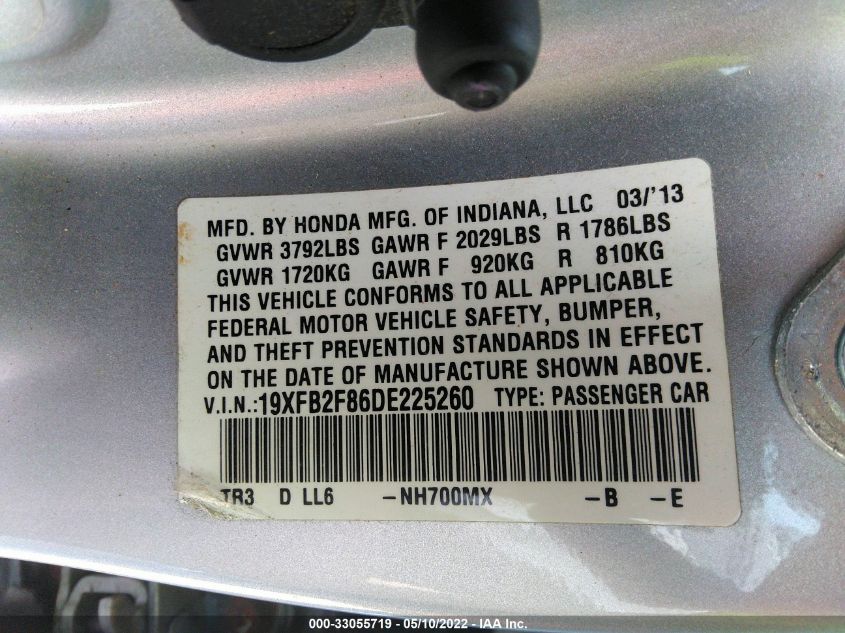 MFD. BY HONDA MFG. OF INDIANA, LLC 03/'13
GVWR 3792LBS GAWR F 2029LBS R 1786LBS
GVWR 1720KG GAWR F 920KG R 810KG
THIS VEHICLE CONFORMS TO ALL APPLICABLE
FEDERAL MOTOR VEHICLE SAFETY, BUMPER,
AND THEFT PREVENTION STANDARDS IN EFFECT
ON THE DATE OF MANUFACTURE SHOWN ABOVE.
V.I.N.:19XFB2F86DE225260 TYPE: PASSENGER CAR
TR3 D LL6 -NH700MX -B -E
000-33055719 - 05/10/2022 - IAA Inc.